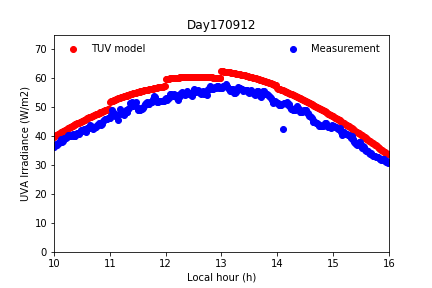 Day170912
TUV model
Measurement
UVA Irradiance (W/m2)
70
60
50
40
30
20
10
0
10 11 12 13 14 15 16
Local hour (h)